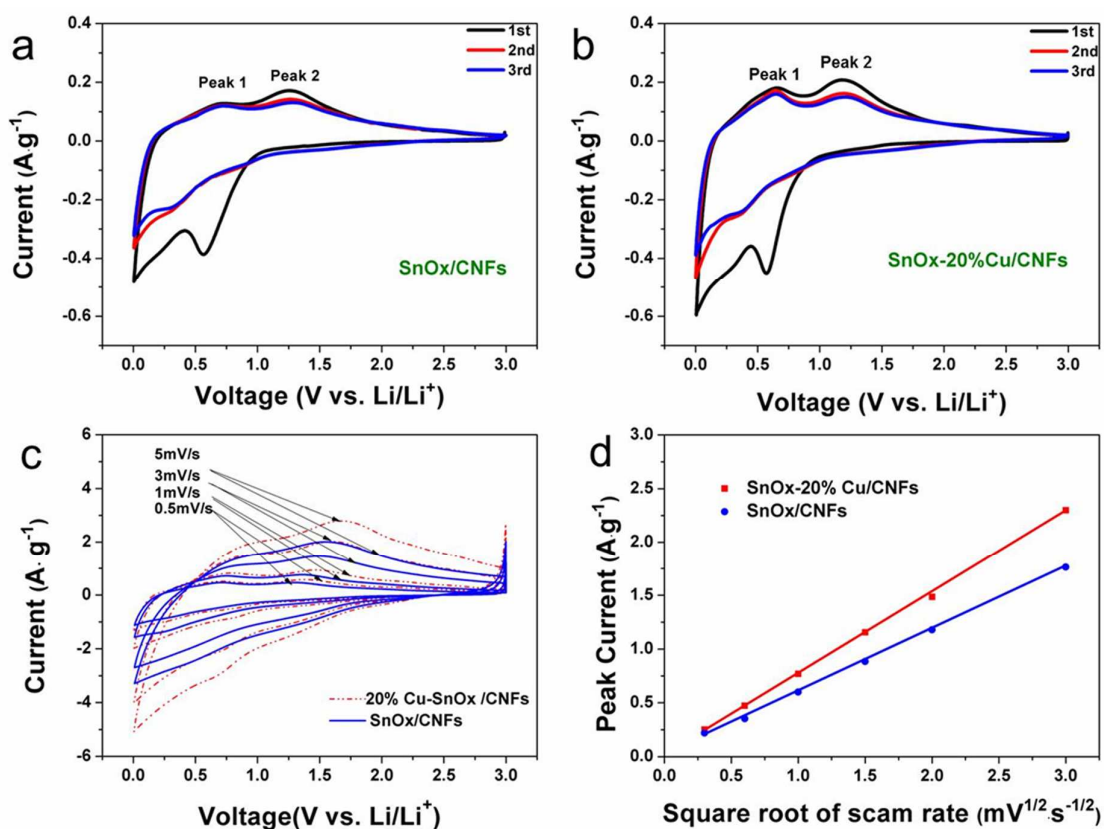 a
1st
2nd
3rd
Peak 1 Peak 2
0.4
0.2
0.0
-0.2
-0.4
-0.6
Current (A·g-1)
SnOx/CNFs
0.0 0.5 1.0 1.5 2.0 2.5 3.0
Voltage (V vs. Li/Li+)
b
1st
2nd
3rd
Peak 1 Peak 2
0.4
0.2
0.0
-0.2
-0.4
-0.6
Current (A·g-1)
SnOx-20%Cu/CNFs
0.0 0.5 1.0 1.5 2.0 2.5 3.0
Voltage (V vs. Li/Li+)
c
5mV/s
3mV/s
1mV/s
0.5mV/s
6
4
2
0
-2
-4
-6
Current (A· g-1)
20% Cu-SnOx /CNFs
SnOx/CNFs
0.0 0.5 1.0 1.5 2.0 2.5 3.0
Voltage(V vs. Li/Li+)
d
SnOx-20% Cu/CNFs
SnOx/CNFs
3.0
2.5
2.0
1.5
1.0
0.5
0.0
Peak Current (A·g-1)
0.0 0.5 1.0 1.5 2.0 2.5 3.0
Square root of scam rate (mV1/2·s-1/2)